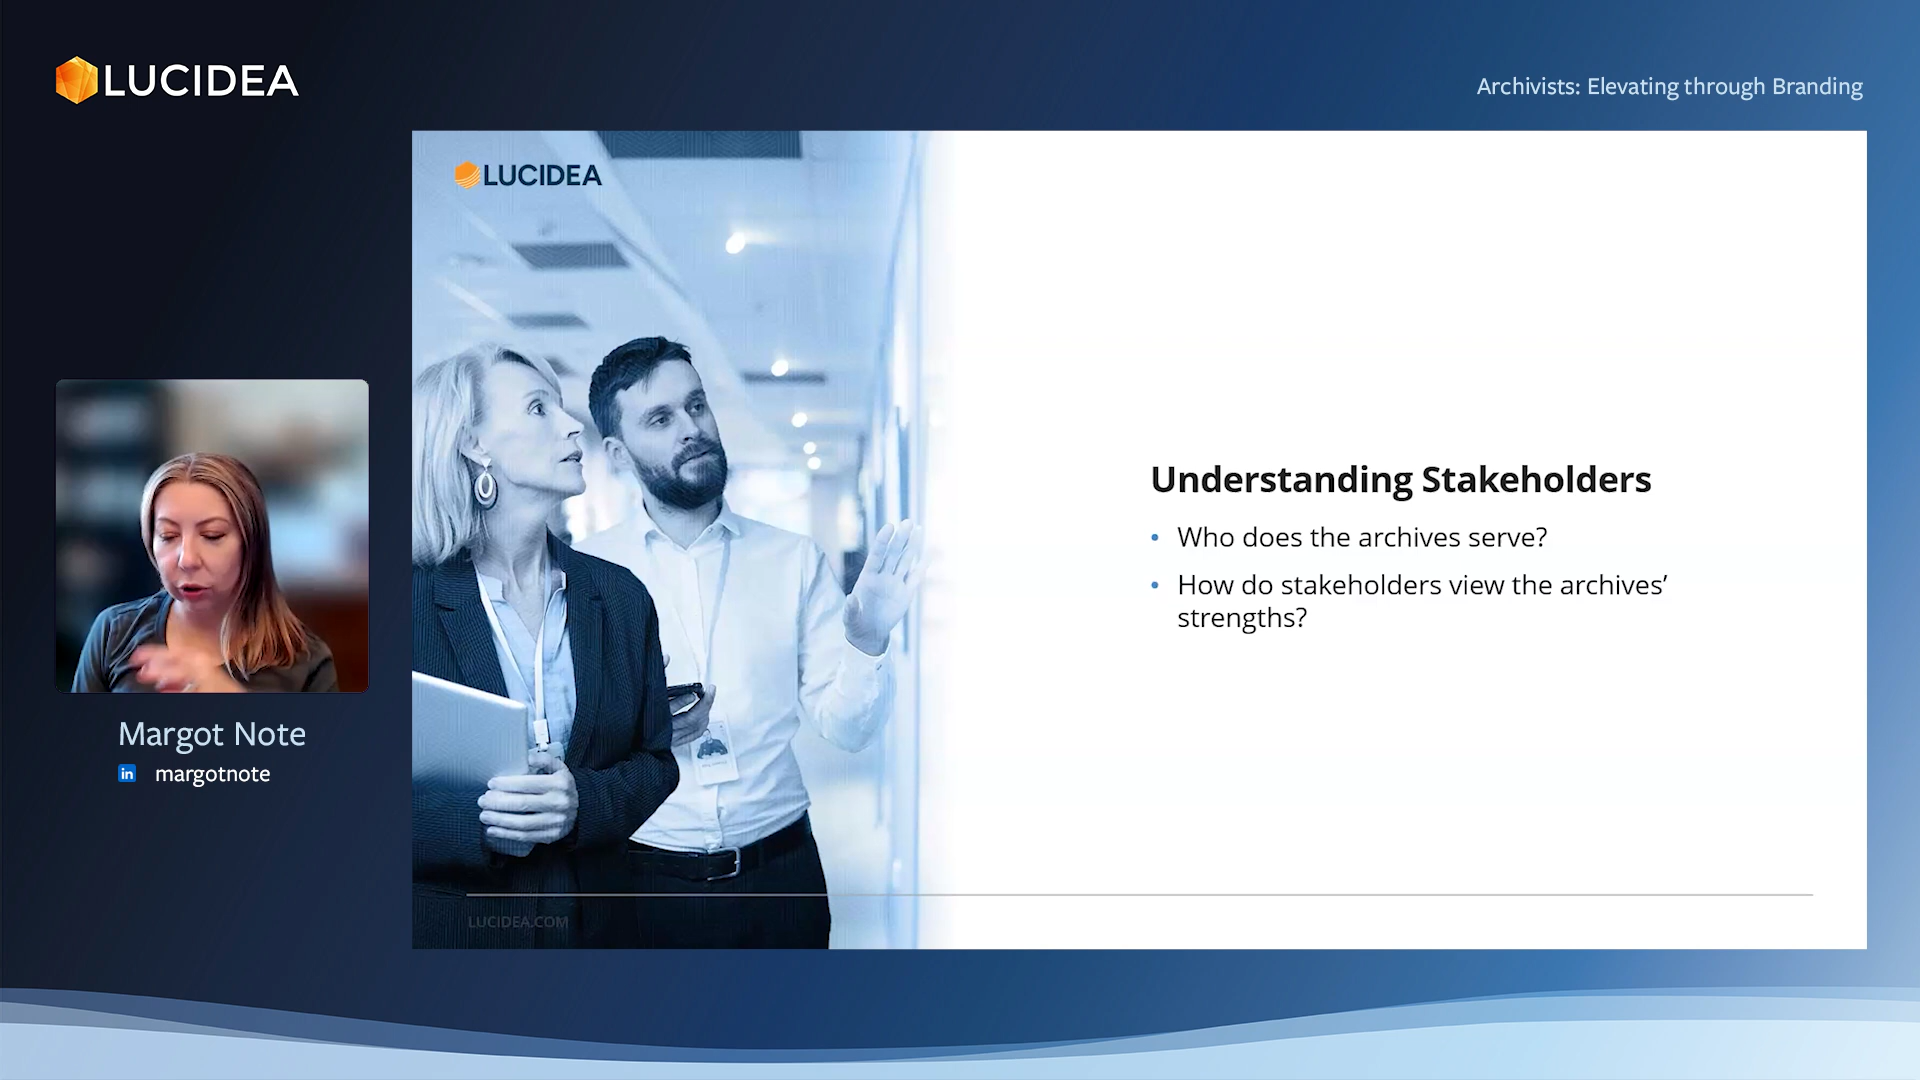 LUCIDEA
Archivists: Elevating through Branding
LUCIDEA
Understanding Stakeholders
• Who does the archives serve?
• How do stakeholders view the archives’
strengths?
Margot Note
in margotnote
LUCIDEA.COM